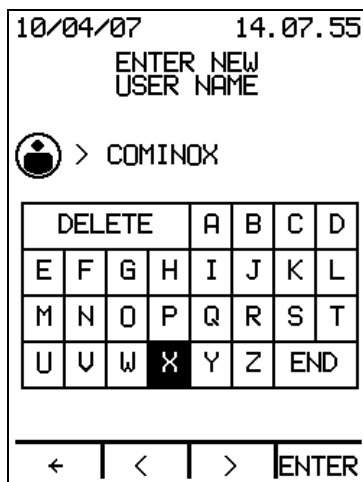 10/04/07 14.07.55
ENTER NEW
USER NAME
> COMINOX
DELETE A B C D
E F G H I J K L
M N O P Q R S T
U V W X Y Z END
← < > ENTER